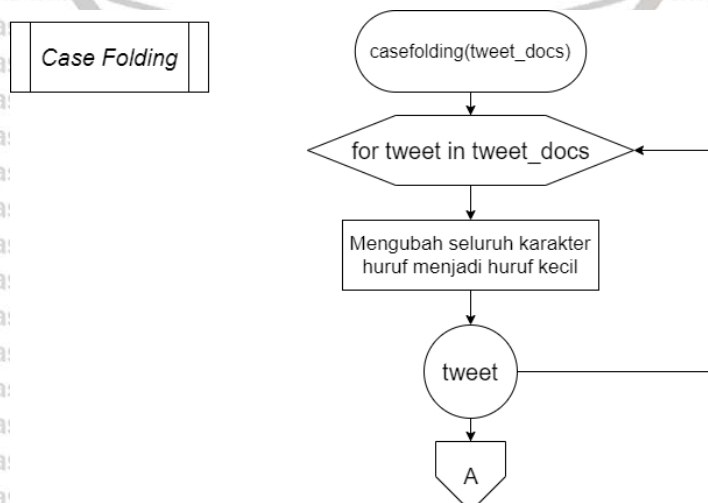 Case Folding
casefolding(tweet_docs)
for tweet in tweet_docs
Mengubah seluruh karakter
huruf menjadi huruf kecil
tweet
A